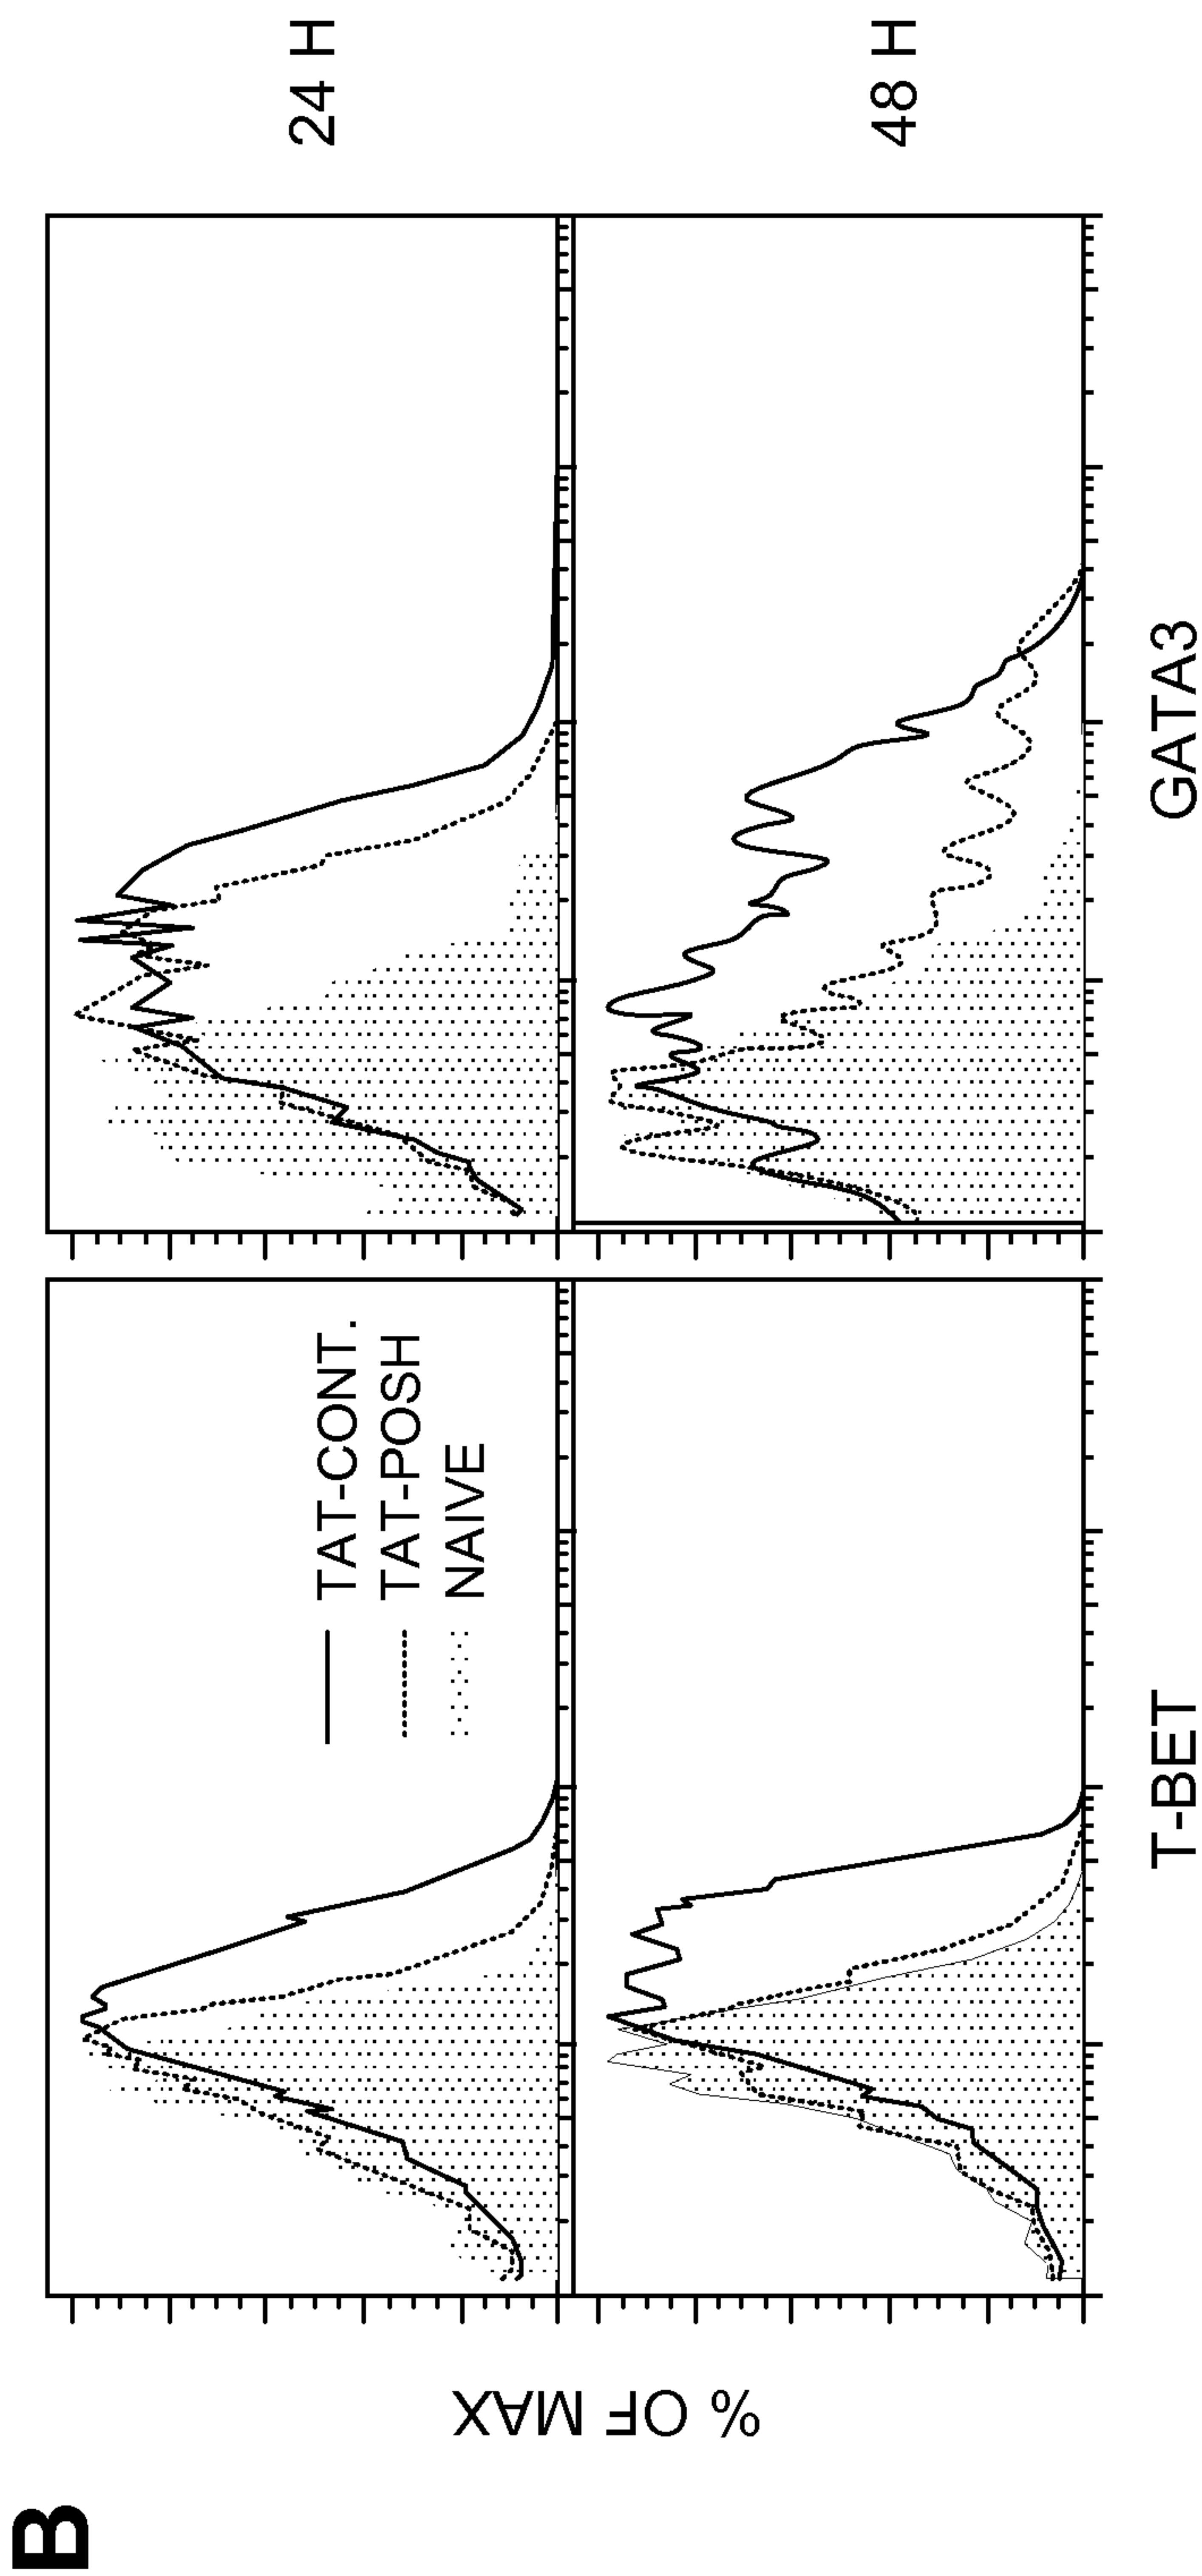 B
24 H
TAT-CONT.
TAT-POSH
NAIVE
% OF MAX
48 H
T-BET
GATA3